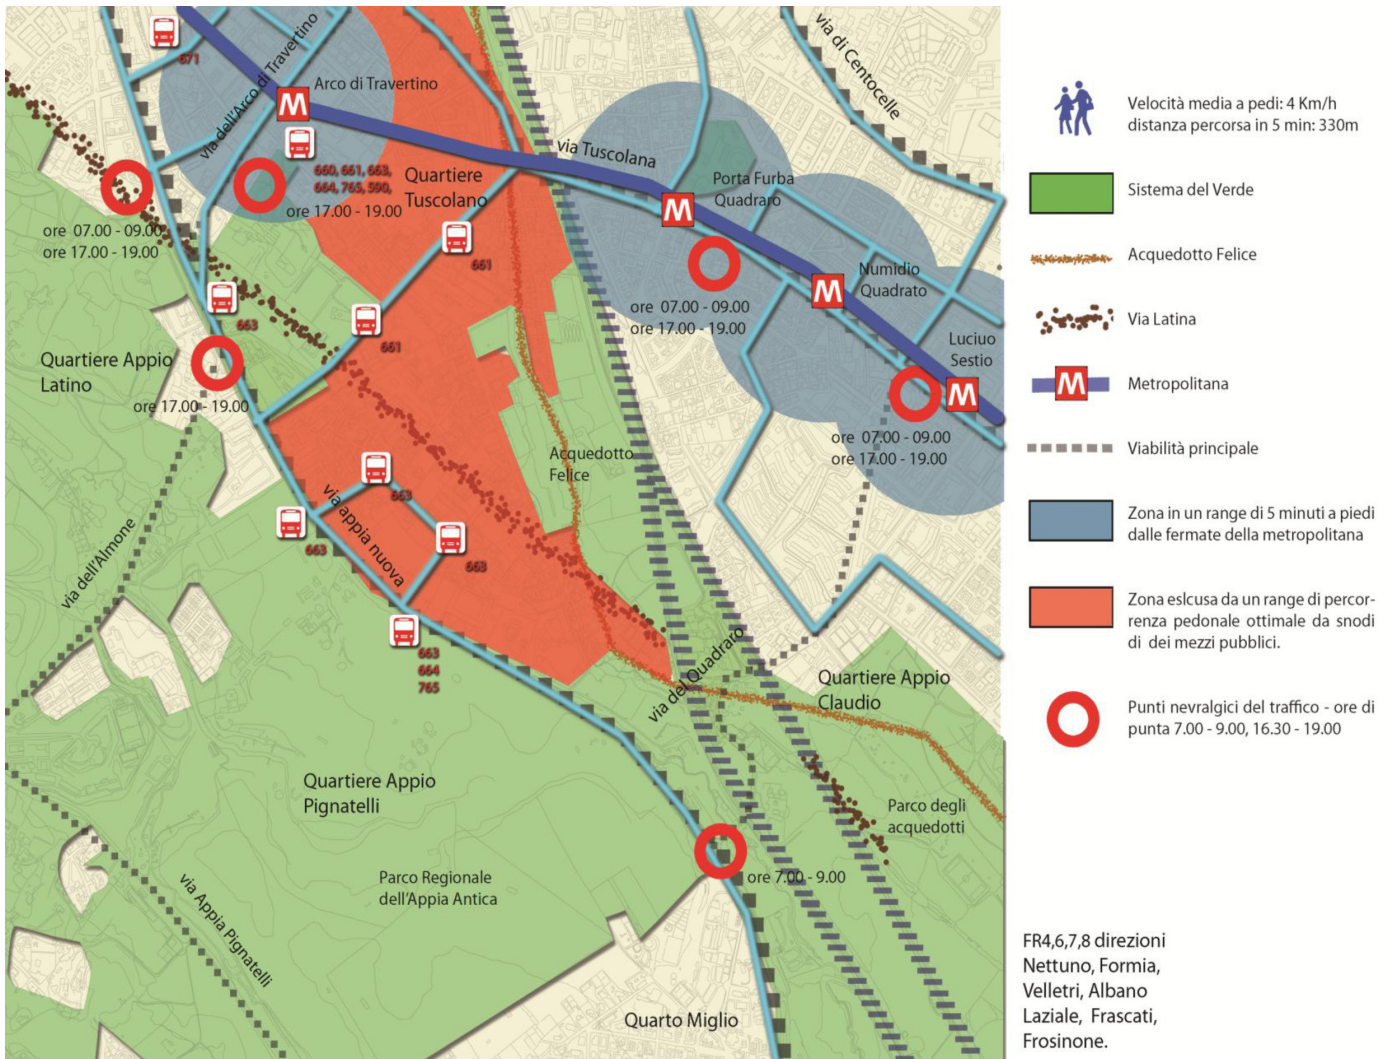 671
via dell'Arco di Travertino
Arco di Travertino
M
660, 661, 663,
664, 765, 590,
ore 17.00 - 19.00
ore 07.00 - 09.00
ore 17.00 - 19.00
Quartiere
Tuscolano
661
via Tuscolana
via di Centocelle
Porta Furba
Quadraro
M
ore 07.00 - 09.00
ore 17.00 - 19.00
Numidio
Quadrato
M
Luciuo
Sestio
M
ore 07.00 - 09.00
ore 17.00 - 19.00
663
661
Quartiere Appio
Latino
ore 17.00 - 19.00
Acquedotto
Felice
663
via appia nuova
663
663
via dell'Almone
663
664
765
via del Quadraro
Quartiere Appio
Claudio
Quartiere Appio
Pignatelli
Parco degli
acquedotti
Parco Regionale
dell'Appia Antica
ore 7.00 - 9.00
via Appia Pignatelli
Quarto Miglio
Velocità media a pedi: 4 Km/h
distanza percorsa in 5 min: 330m
Sistema del Verde
Acquedotto Felice
Via Latina
M
Metropolitana
Viabilità principale
Zona in un range di 5 minuti a piedi
dalle fermate della metropolitana
Zona eslcusa da un range di percor-
renza pedonale ottimale da snodi
di dei mezzi pubblici.
Punti nevralgici del traffico - ore di
punta 7.00 - 9.00, 16.30 - 19.00
FR4,6,7,8 direzioni
Nettuno, Formia,
Velletri, Albano
Laziale, Frascati,
Frosinone.